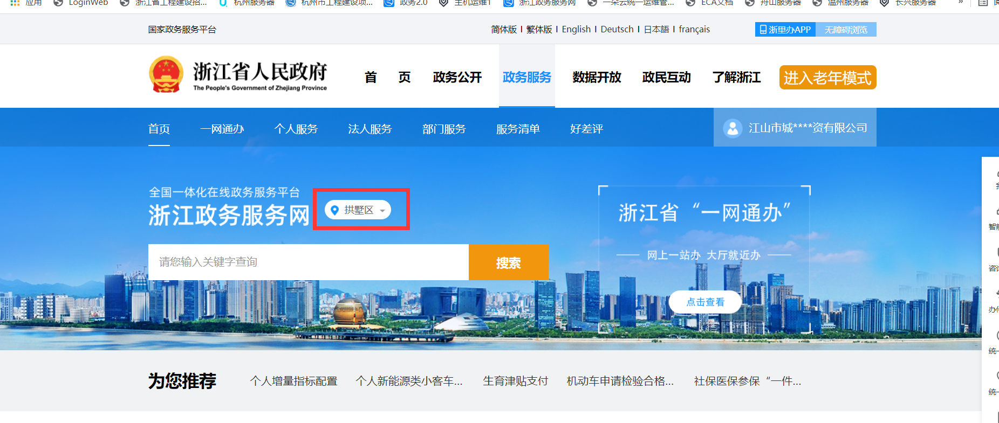 应用 LoginWeb 浙江省工程建设招... 杭州服务器 杭州市工程建设项... 政务2.0 主机运维1 浙江政务服务网 一朵云统一运维管... ECA文档 舟山服务器 温州服务器 长兴服务器 »
国家政务服务平台 简体版 I 繁体版 I English I Deutsch I 日本語 I français 浙里办APP 无障碍浏览
浙江省人民政府
The People's Government of Zhejiang Province
首 页 政务公开 政务服务 数据开放 政民互动 了解浙江 进入老年模式
首页 一网通办 个人服务 法人服务 部门服务 服务清单 好差评 江山市城****资有限公司
全国一体化在线政务服务平台
浙江政务服务网 拱墅区
请您输入关键字查询 搜索
浙江省“一网通办”
网上一站办 大厅就近办
点击查看
智能
咨询
办件
统一
统一
为您推荐 个人增量指标配置 个人新能源类小客车... 生育津贴支付 机动车申请检验合格... 社保医保参保“一件...